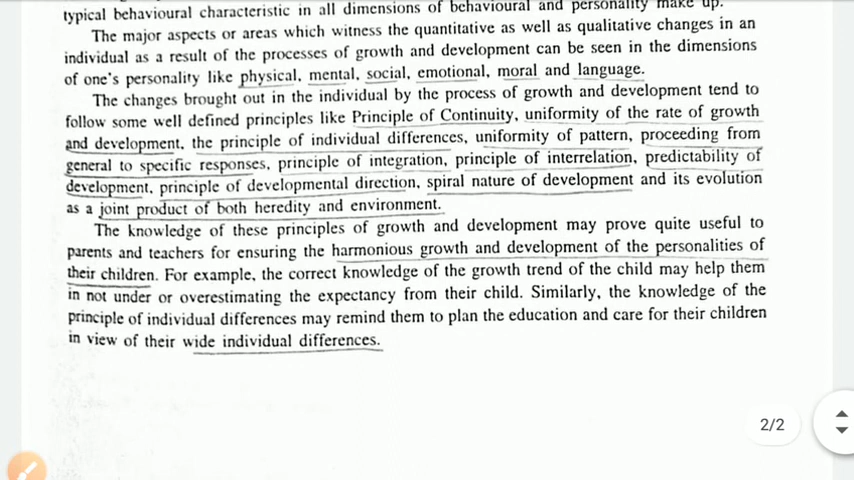 typical behavioural characteristic in all dimensions of behavioural and personality make up.
The major aspects or areas which witness the quantitative as well as qualitative changes in an
individual as a result of the processes of growth and development can be seen in the dimensions
of one's personality like physical, mental, social, emotional, moral and language.
The changes brought out in the individual by the process of growth and development tend to
follow some well defined principles like Principle of Continuity, uniformity of the rate of growth
and development, the principle of individual differences, uniformity of pattern, proceeding from
general to specific responses, principle of integration, principle of interrelation, predictability of
development, principle of developmental direction, spiral nature of development and its evolution
as a joint product of both heredity and environment.
The knowledge of these principles of growth and development may prove quite useful to
parents and teachers for ensuring the harmonious growth and development of the personalities of
their children. For example, the correct knowledge of the growth trend of the child may help them
in not under or overestimating the expectancy from their child. Similarly, the knowledge of the
principle of individual differences may remind them to plan the education and care for their children
in view of their wide individual differences.
2/2